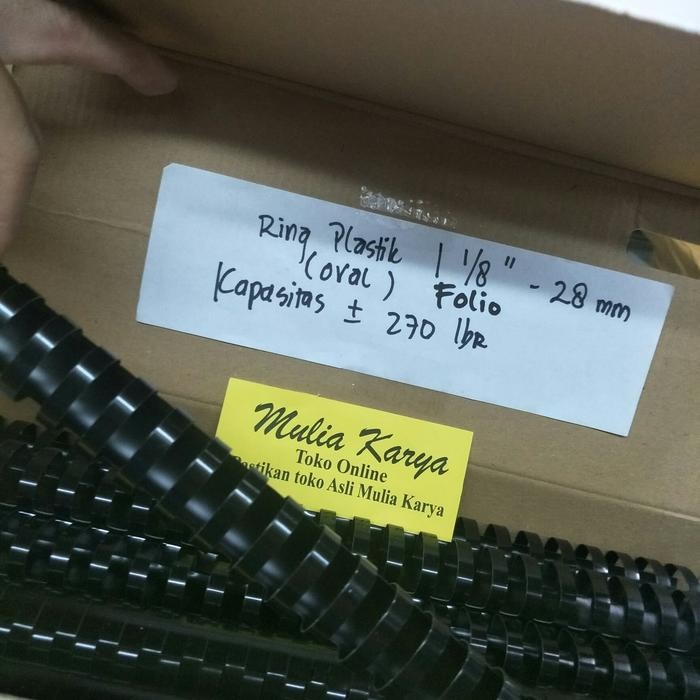 Ring Plastik 1 1/8" - 28 mm
(oval) Folio
Kapasitas ± 270 lbR
Mulia Karya
Toko Online
Pastikan toko Asli Mulia Karya